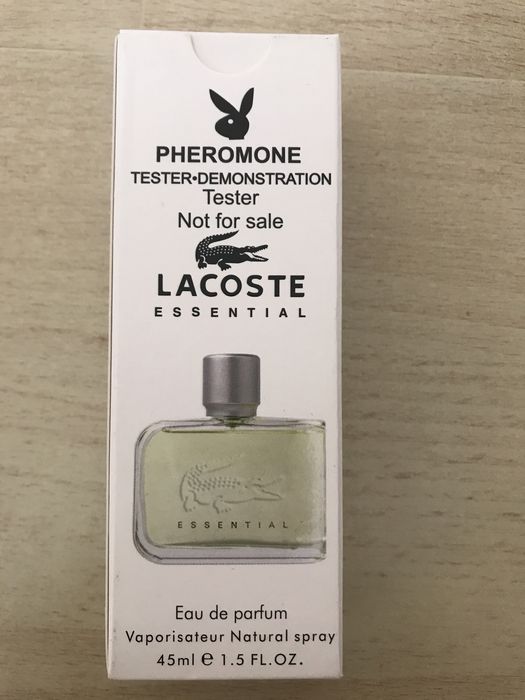 PHEROMONE
TESTER•DEMONSTRATION
Tester
Not for sale
LACOSTE
ESSENTIAL
ESSENTIAL
Eau de parfum
Vaporisateur Natural spray
45ml e 1.5 FL.OZ.